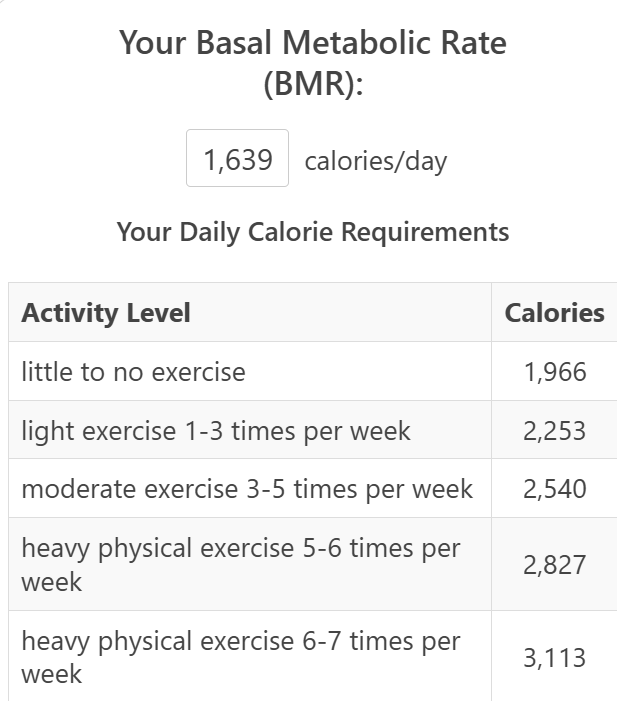 Your Basal Metabolic Rate
(BMR):
1,639 calories/day
Your Daily Calorie Requirements
Activity Level Calories
little to no exercise 1,966
light exercise 1-3 times per week 2,253
moderate exercise 3-5 times per week 2,540
heavy physical exercise 5-6 times per
week 2,827
heavy physical exercise 6-7 times per
week 3,113